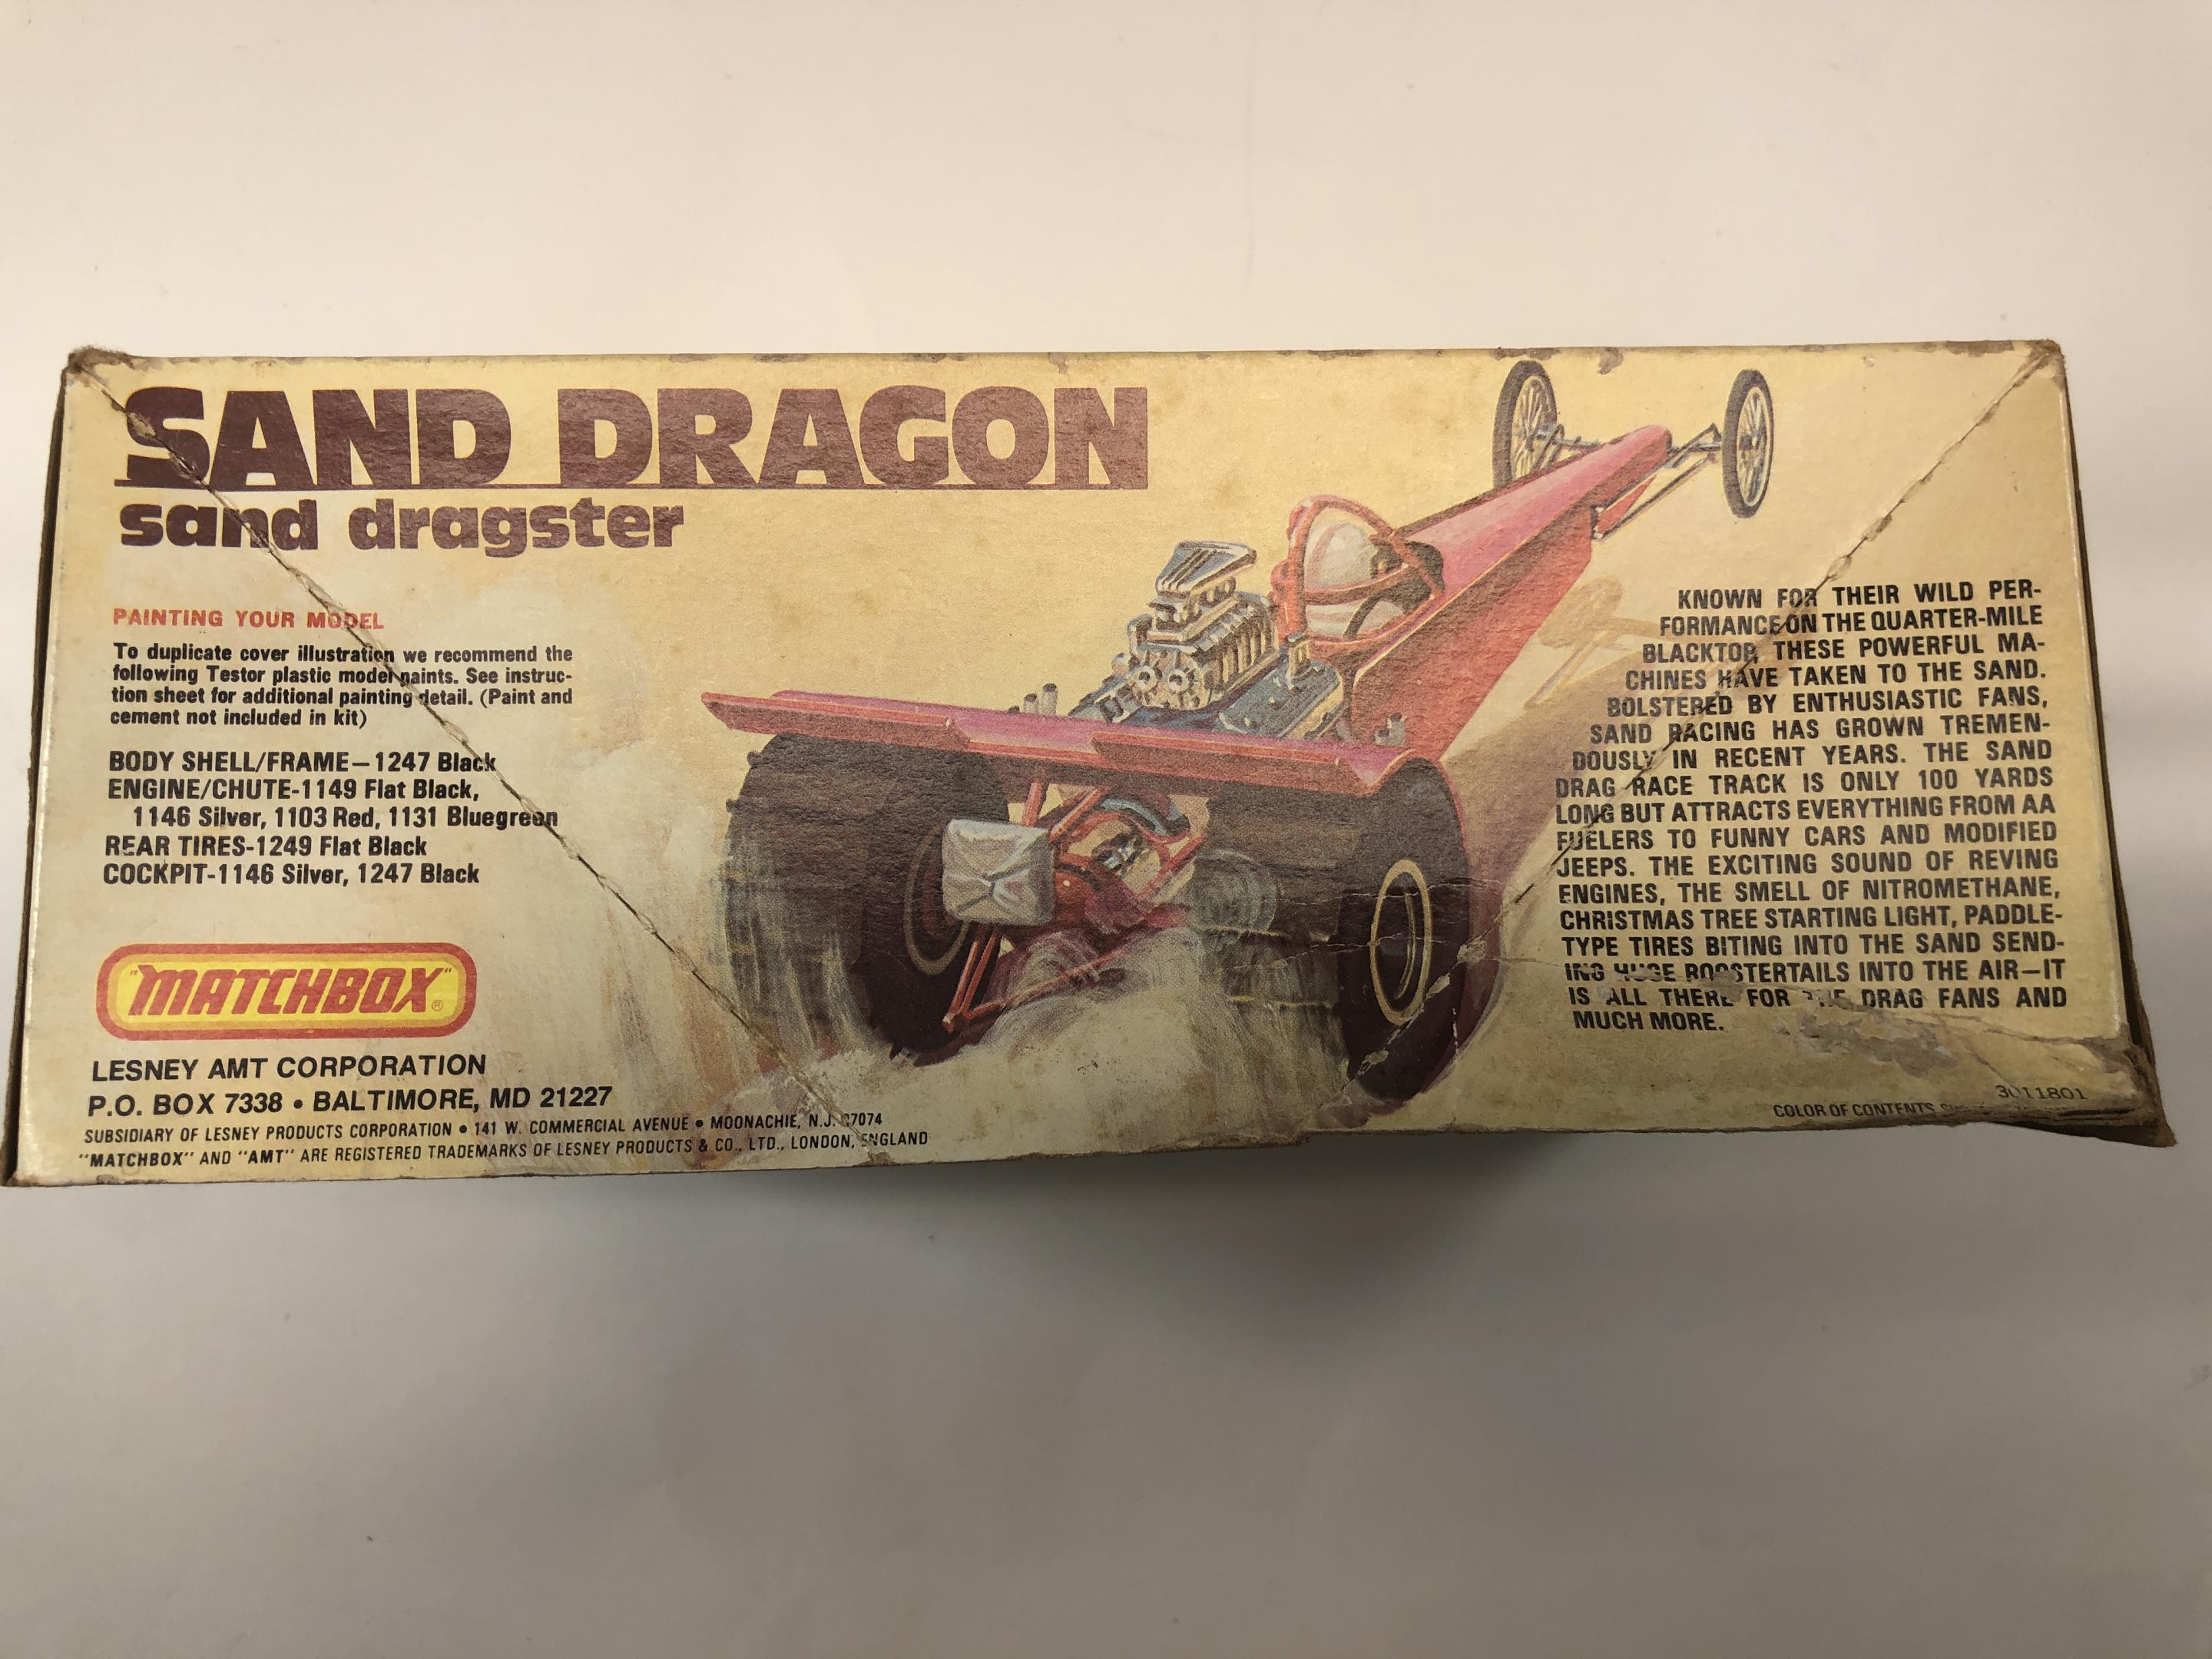 SAND DRAGON
sand dragster
PAINTING YOUR MODEL
To duplicate cover illustration we recommend the
following Testor plastic model paints. See instruc-
tion sheet for additional painting detail. (Paint and
cement not included in kit)
BODY SHELL/FRAME—1247 Black
ENGINE/CHUTE-1149 Flat Black,
1146 Silver, 1103 Red, 1131 Bluegreen
REAR TIRES-1249 Flat Black
COCKPIT-1146 Silver, 1247 Black
"MATCHBOX"®
LESNEY AMT CORPORATION
P.O. BOX 7338 • BALTIMORE, MD 21227
SUBSIDIARY OF LESNEY PRODUCTS CORPORATION • 141 W. COMMERCIAL AVENUE • MOONACHIE, N.J. 07074
"MATCHBOX" AND "AMT" ARE REGISTERED TRADEMARKS OF LESNEY PRODUCTS & CO., LTD., LONDON, ENGLAND
KNOWN FOR THEIR WILD PER-
FORMANCE ON THE QUARTER-MILE
BLACKTOP, THESE POWERFUL MA-
CHINES HAVE TAKEN TO THE SAND.
BOLSTERED BY ENTHUSIASTIC FANS,
SAND RACING HAS GROWN TREMEN-
DOUSLY IN RECENT YEARS. THE SAND
DRAG RACE TRACK IS ONLY 100 YARDS
LONG BUT ATTRACTS EVERYTHING FROM AA
FUELERS TO FUNNY CARS AND MODIFIED
JEEPS. THE EXCITING SOUND OF REVING
ENGINES, THE SMELL OF NITROMETHANE,
CHRISTMAS TREE STARTING LIGHT, PADDLE-
TYPE TIRES BITING INTO THE SAND SEND-
ING HUGE ROOSTERTAILS INTO THE AIR—IT
IS ALL THERE FOR THE DRAG FANS AND
MUCH MORE.
3011801
COLOR OF CONTENTS